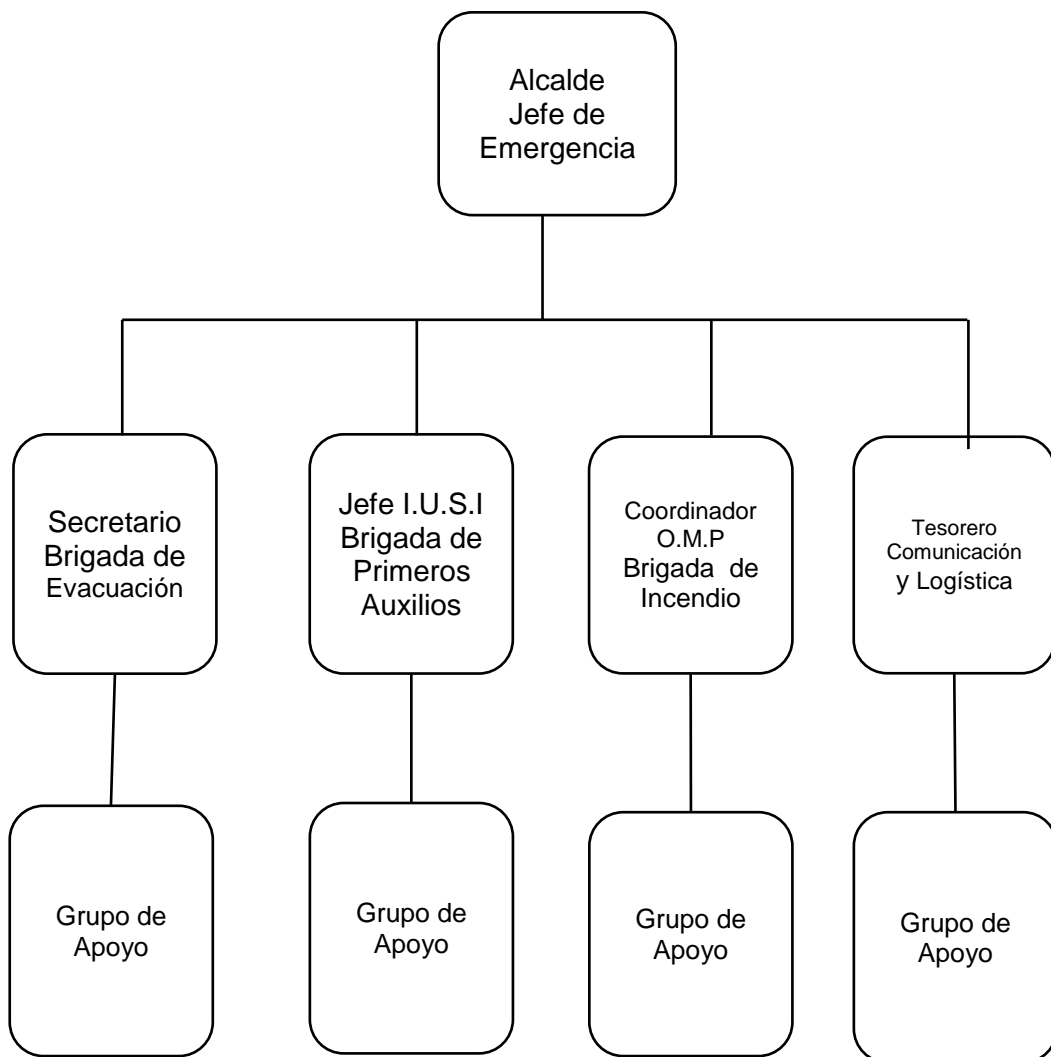 Alcalde
Jefe de
Emergencia
Secretario
Brigada de
Evacuación
Jefe I.U.S.I
Brigada de
Primeros
Auxilios
Coordinador
O.M.P
Brigada de
Incendio
Tesorero
Comunicación
y Logística
Grupo de
Apoyo
Grupo de
Apoyo
Grupo de
Apoyo
Grupo de
Apoyo